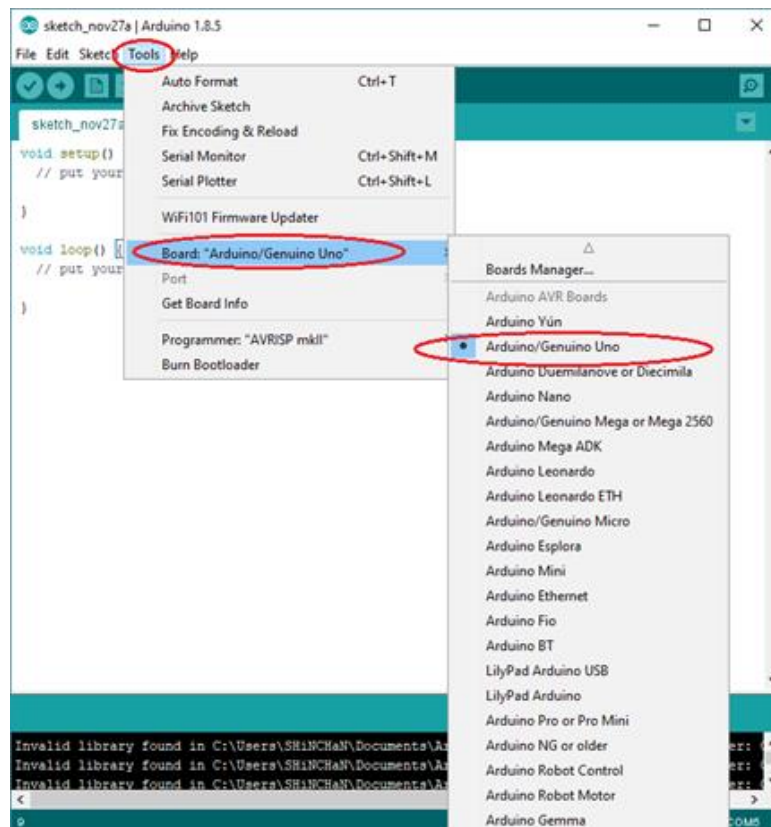 sketch_nov27a | Arduino 1.8.5
File Edit Sketch Tools Help
sketch_nov27a
void setup()
// put your
}
void loop() {
// put your
}
Auto Format Ctrl+T
Archive Sketch
Fix Encoding & Reload
Serial Monitor Ctrl+Shift+M
Serial Plotter Ctrl+Shift+L
WiFi101 Firmware Updater
Board: "Arduino/Genuino Uno"
Port
Get Board Info
Programmer: "AVRISP mkII"
Burn Bootloader
Boards Manager...
Arduino AVR Boards
Arduino Yún
Arduino/Genuino Uno
Arduino Duemilanove or Diecimila
Arduino Nano
Arduino/Genuino Mega or Mega 2560
Arduino Mega ADK
Arduino Leonardo
Arduino Leonardo ETH
Arduino/Genuino Micro
Arduino Esplora
Arduino Mini
Arduino Ethernet
Arduino Fio
Arduino BT
LilyPad Arduino USB
LilyPad Arduino
Arduino Pro or Pro Mini
Arduino NG or older
Arduino Robot Control
Arduino Robot Motor
Arduino Gemma
Invalid library found in C:\Users\SHiNCHaN\Documents\Ar er:
Invalid library found in C:\Users\SHiNCHaN\Documents\Ar er:
Invalid library found in C:\Users\SHiNCHaN\Documents\Ar
9 COM5